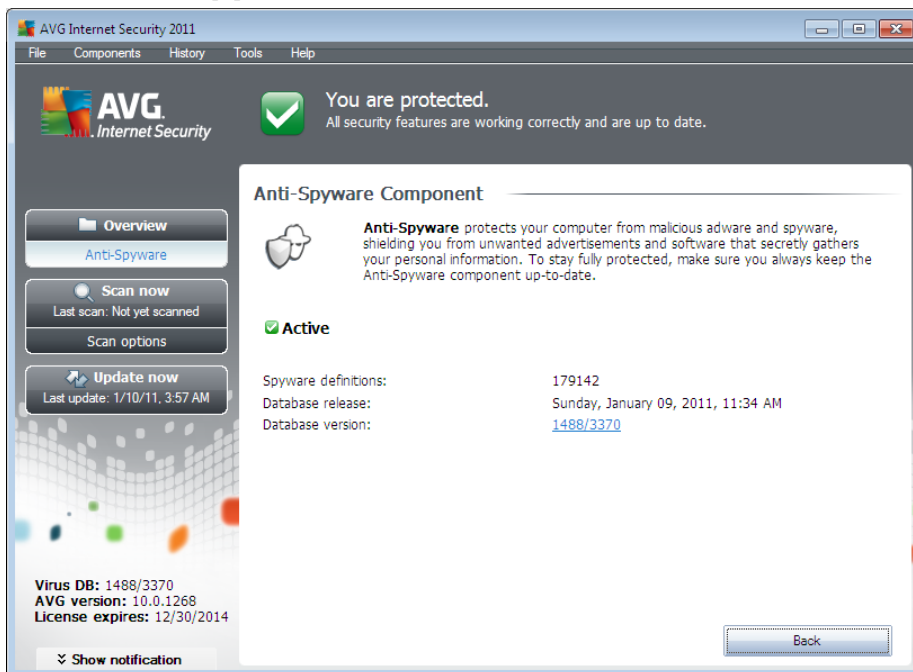 AVG Internet Security 2011
File Components History Tools Help
AVG.
Internet Security
You are protected.
All security features are working correctly and are up to date.
Overview
Anti-Spyware
Scan now
Last scan: Not yet scanned
Scan options
Update now
Last update: 1/10/11, 3:57 AM
Virus DB: 1488/3370
AVG version: 10.0.1268
License expires: 12/30/2014
Show notification
Anti-Spyware Component
Anti-Spyware protects your computer from malicious adware and spyware,
shielding you from unwanted advertisements and software that secretly gathers
your personal information. To stay fully protected, make sure you always keep the
Anti-Spyware component up-to-date.
Active
Spyware definitions: 179142
Database release: Sunday, January 09, 2011, 11:34 AM
Database version: 1488/3370
Back